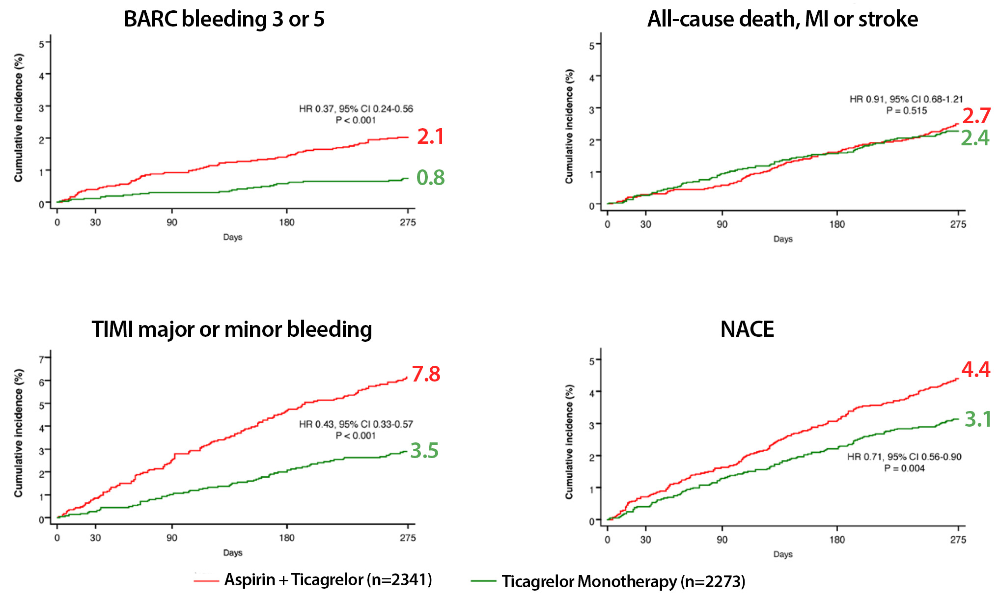 BARC bleeding 3 or 5
Cumulative incidence (%)
5
4
3
2
1
0
HR 0.37, 95% CI 0.24-0.56
P < 0.001
2.1
0.8
0 30 90 180 275
Days
All-cause death, MI or stroke
Cumulative incidence (%)
5
4
3
2
1
0
HR 0.91, 95% CI 0.68-1.21
P = 0.515
2.7
2.4
0 30 90 180 275
Days
TIMI major or minor bleeding
Cumulative incidence (%)
7
6
5
4
3
2
1
0
7.8
HR 0.43, 95% CI 0.33-0.57
P < 0.001
3.5
0 30 90 180 275
Days
NACE
Cumulative incidence (%)
5
4
3
2
1
0
4.4
3.1
HR 0.71, 95% CI 0.56-0.90
P = 0.004
0 30 90 180 275
Days
Aspirin + Ticagrelor (n=2341)
Ticagrelor Monotherapy (n=2273)